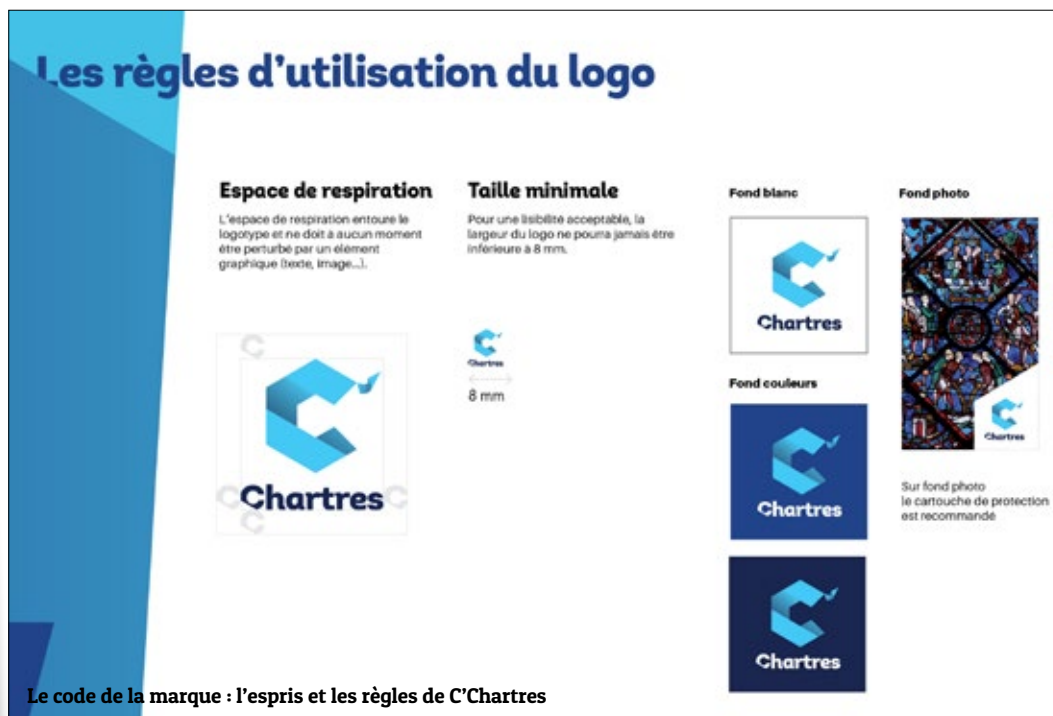 Les règles d'utilisation du logo
Espace de respiration
L'espace de respiration entoure le
logotype et ne doit à aucun moment
être perturbé par un élément
graphique (texte, image...).
Taille minimale
Pour une lisibilité acceptable, la
largeur du logo ne pourra jamais être
inférieure à 8 mm.
C
Chartres
C
C
C
Chartres
8 mm
Fond blanc
Chartres
Fond couleurs
Chartres
Chartres
Fond photo
Chartres
Sur fond photo
le cartouche de protection
est recommandé
Le code de la marque : l'espris et les règles de C'Chartres